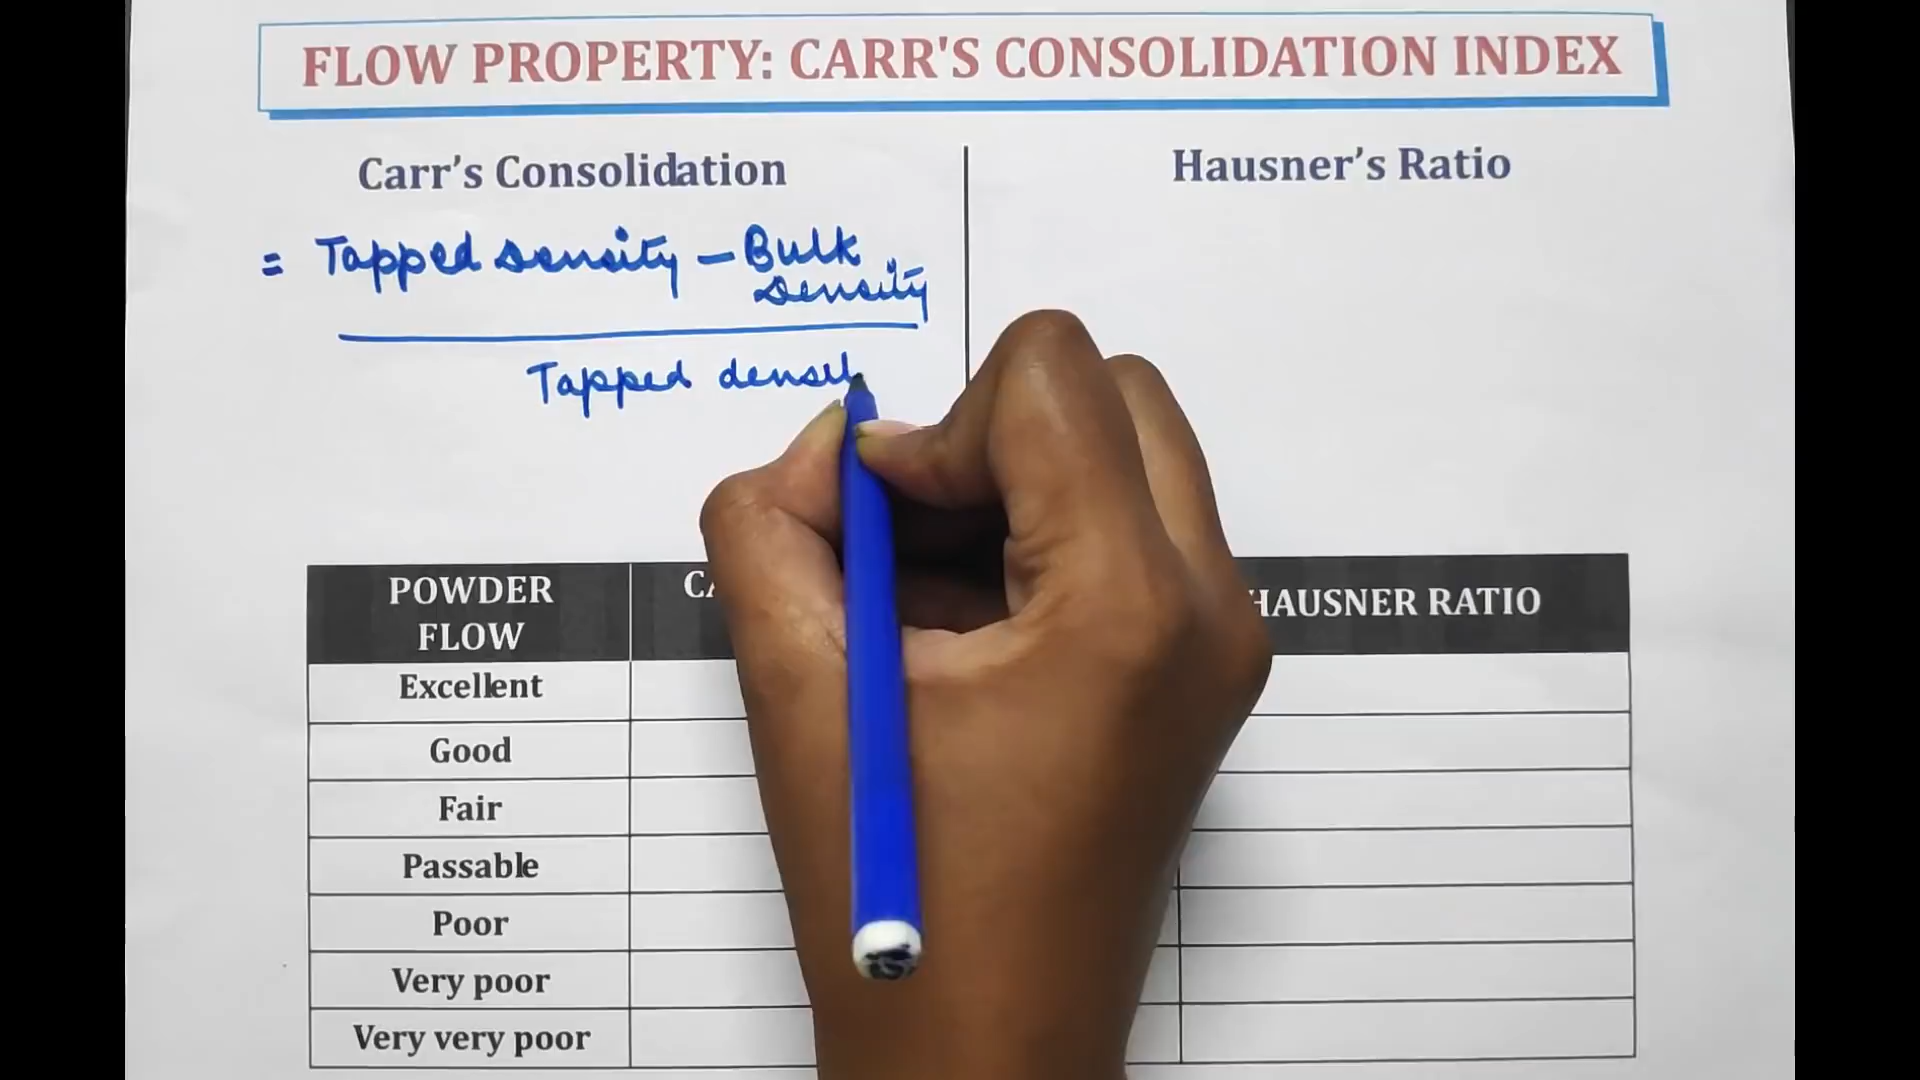 FLOW PROPERTY: CARR'S CONSOLIDATION INDEX
Carr's Consolidation
= Tapped density – Bulk
density
Tapped
Hausner's Ratio
POWDER
FLOW
HAUSNER RATIO
Excellent
Good
Fair
Passable
Poor
Very poor
Very very poor